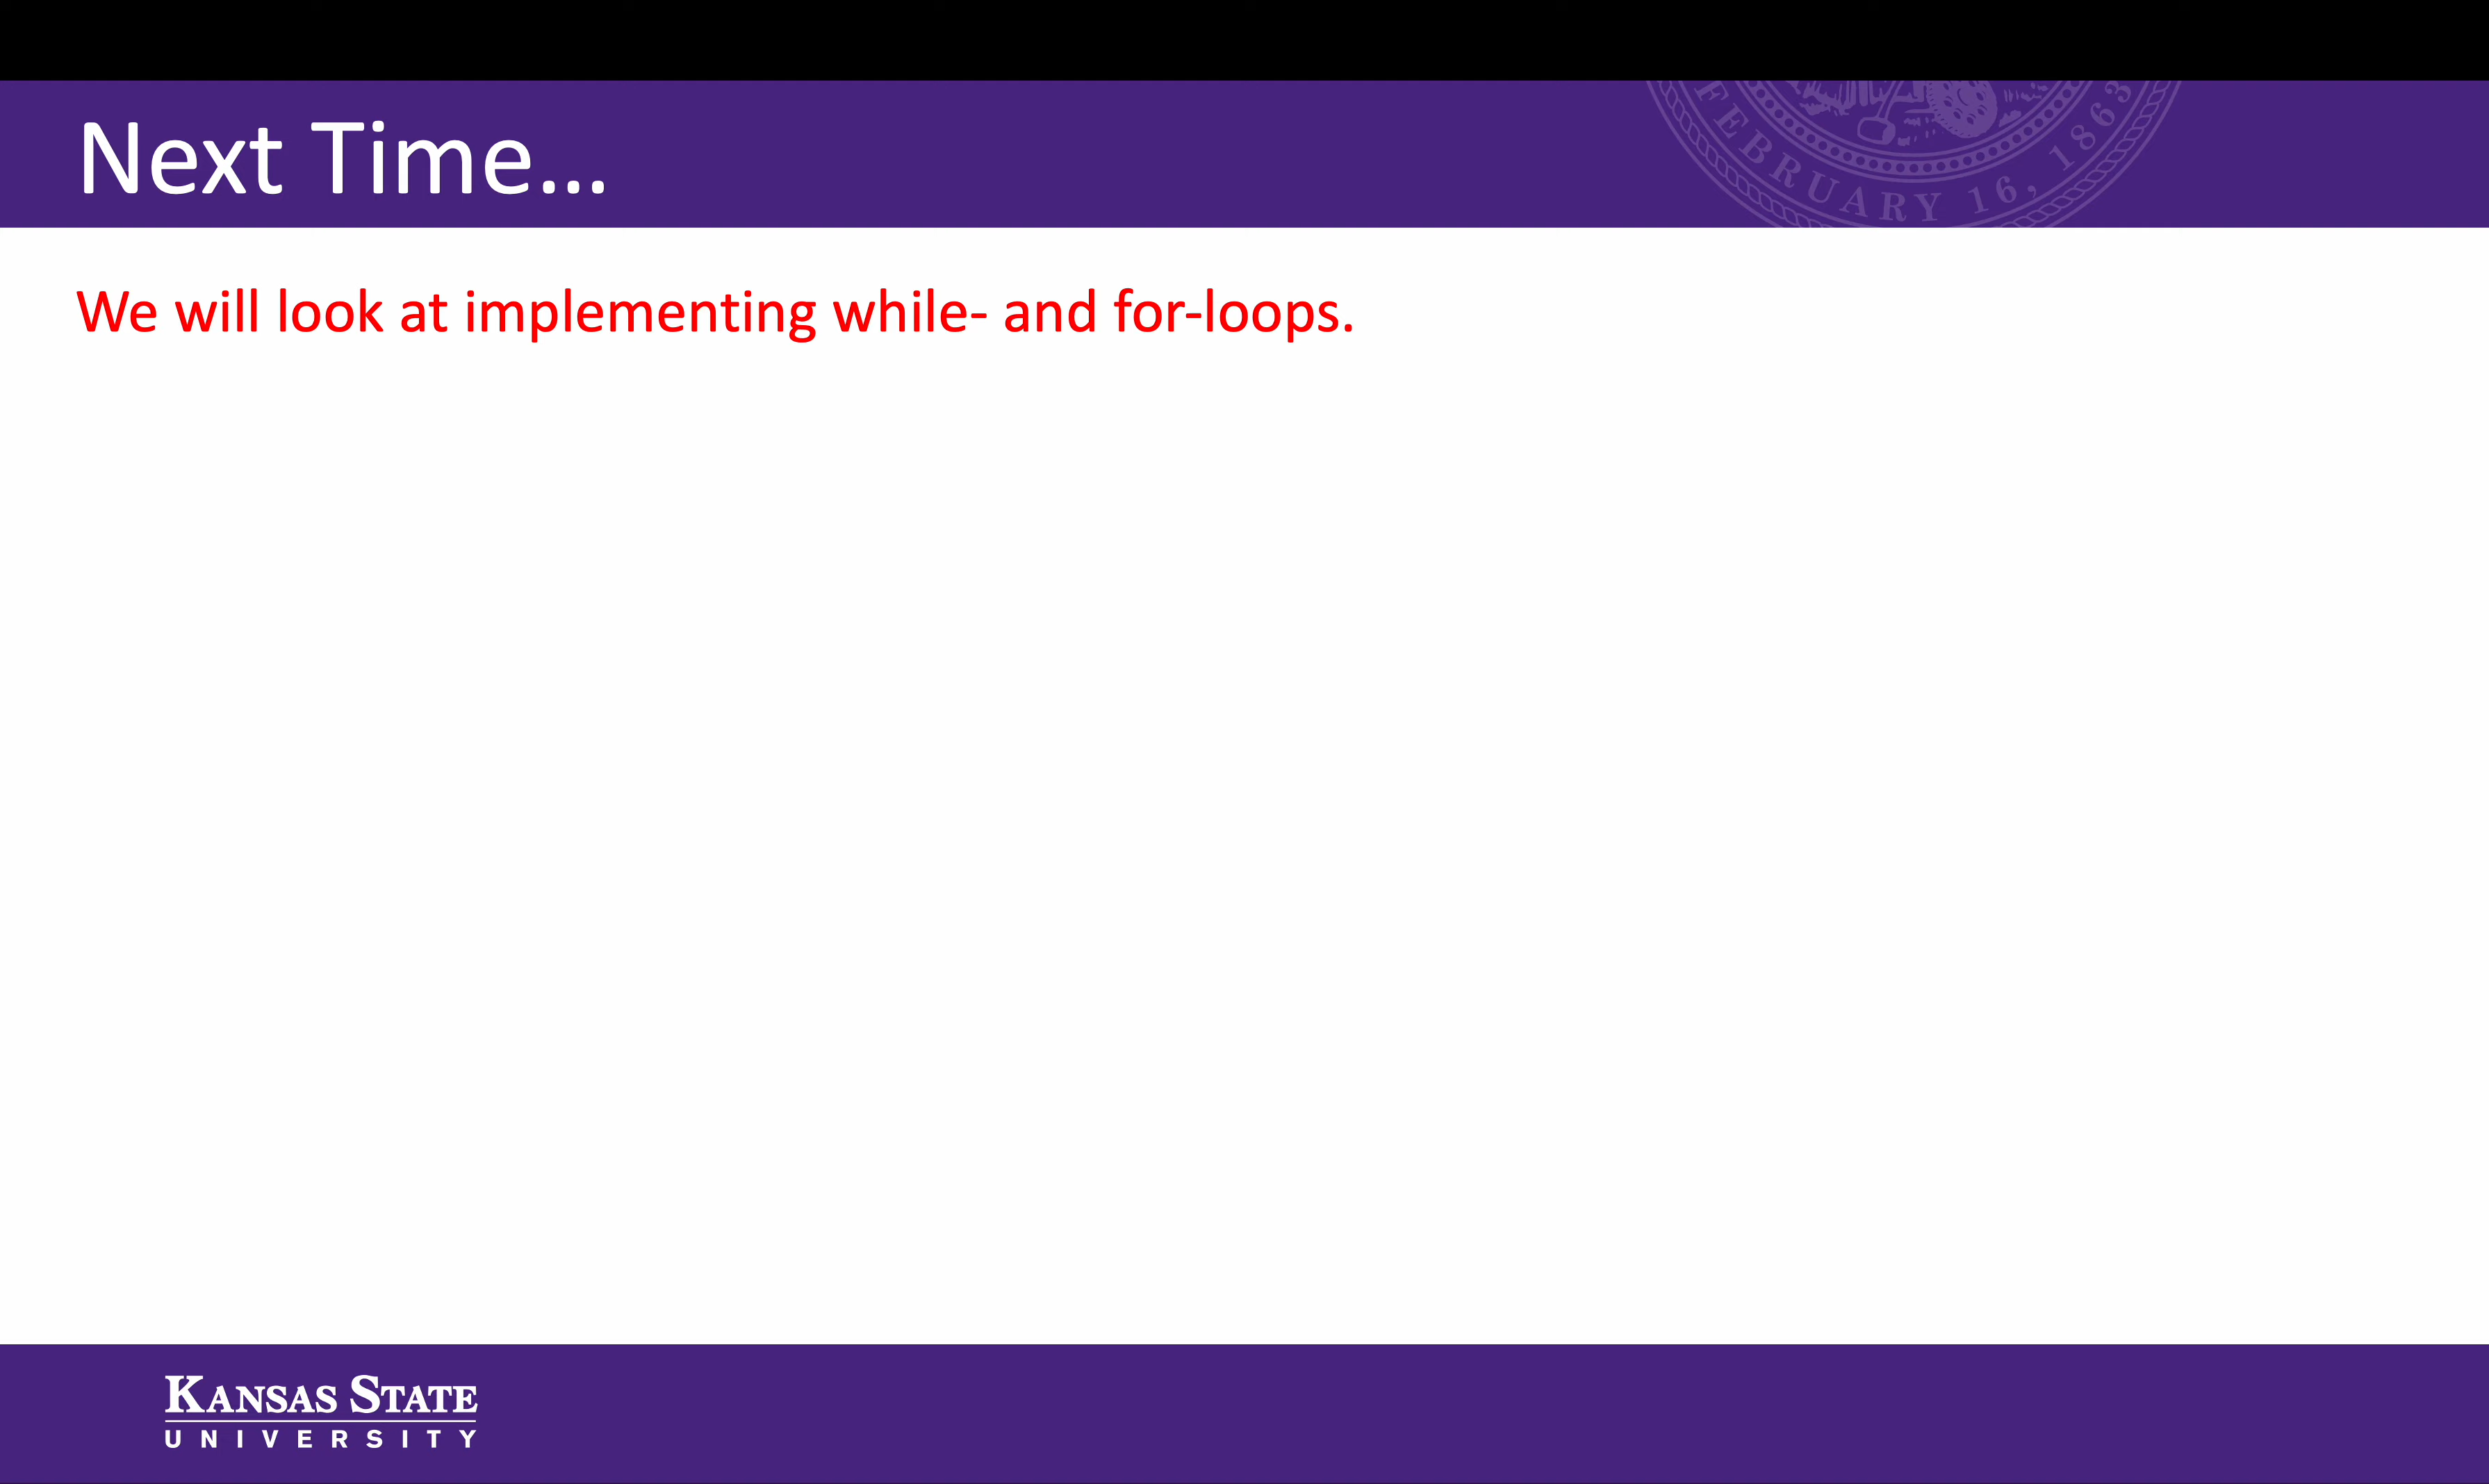 Next Time...
FEBRUARY 16, 1863
We will look at implementing while- and for-loops.
KANSAS STATE
UNIVERSITY